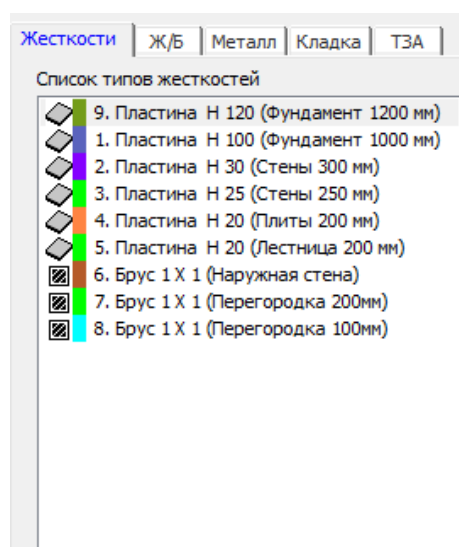 Жесткости Ж/Б Металл Кладка ТЗА
Список типов жесткостей
9. Пластина H 120 (Фундамент 1200 мм)
1. Пластина H 100 (Фундамент 1000 мм)
2. Пластина H 30 (Стены 300 мм)
3. Пластина H 25 (Стены 250 мм)
4. Пластина H 20 (Плиты 200 мм)
5. Пластина H 20 (Лестница 200 мм)
6. Брус 1 X 1 (Наружная стена)
7. Брус 1 X 1 (Перегородка 200мм)
8. Брус 1 X 1 (Перегородка 100мм)